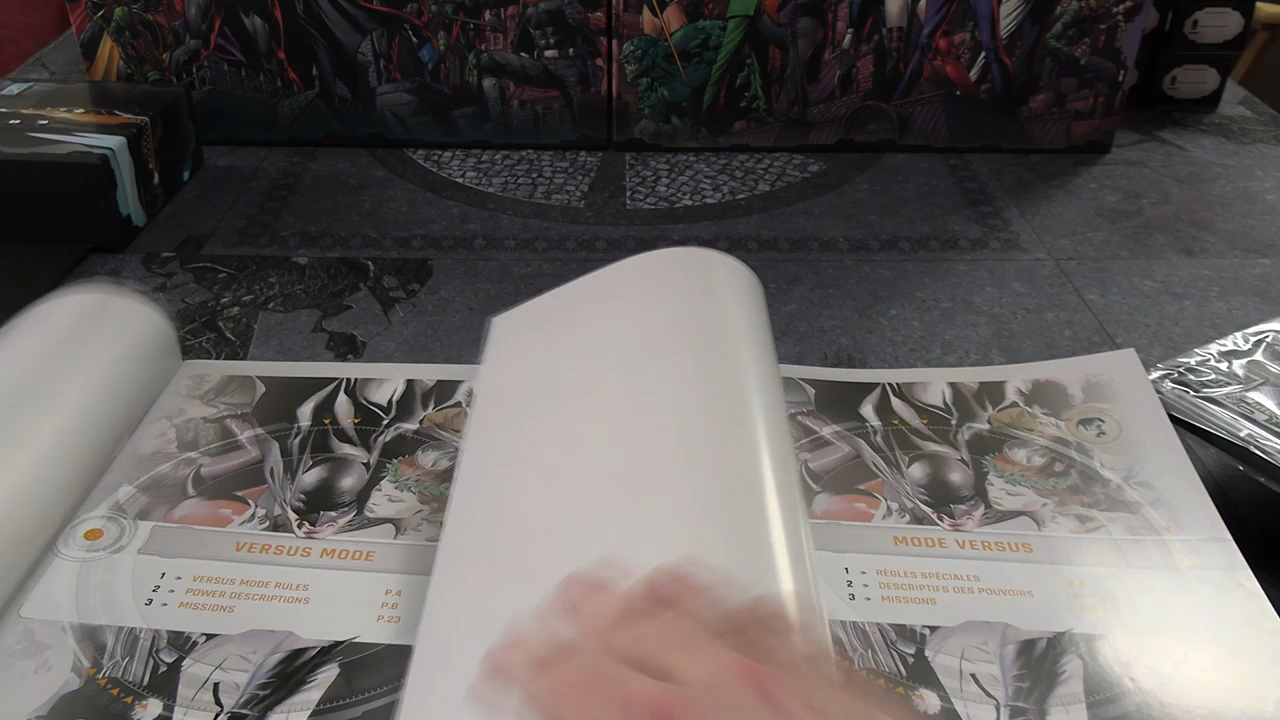 VERSUS MODE
1 VERSUS MODE RULES P.4
2 POWER DESCRIPTIONS P.8
3 MISSIONS P.23
MODE VERSUS
1 RÈGLES SPÉCIALES
2 DESCRIPTIFS DES POUVOIRS
3 MISSIONS